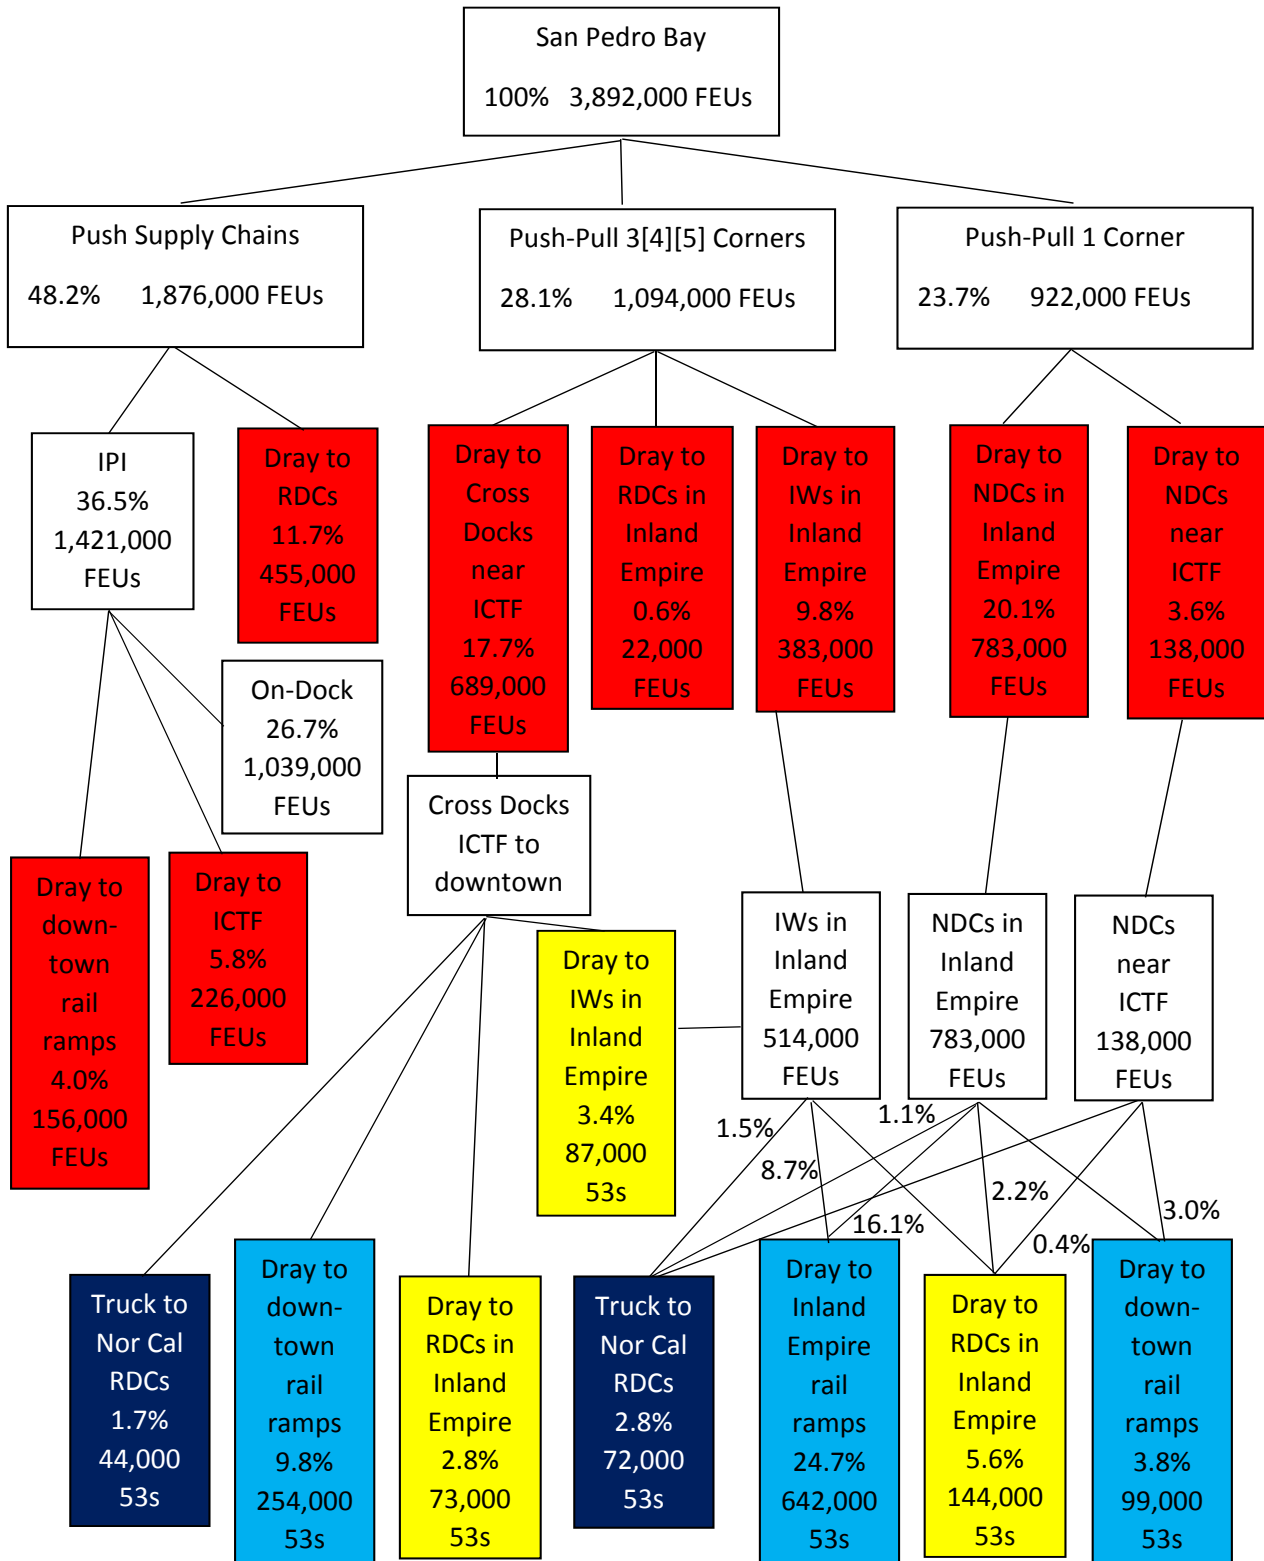 San Pedro Bay
100% 3,892,000 FEUs
Push Supply Chains
48.2% 1,876,000 FEUs
Push-Pull 3[4][5] Corners
28.1% 1,094,000 FEUs
Push-Pull 1 Corner
23.7% 922,000 FEUs
IPI
36.5%
1,421,000
FEUs
Dray to
RDCs
11.7%
455,000
FEUs
Dray to
Cross
Docks
near
ICTF
17.7%
689,000
FEUs
Dray to
RDCs in
Inland
Empire
0.6%
22,000
FEUs
Dray to
IWs in
Inland
Empire
9.8%
383,000
FEUs
Dray to
NDCs in
Inland
Empire
20.1%
783,000
FEUs
Dray to
NDCs
near
ICTF
3.6%
138,000
FEUs
On-Dock
26.7%
1,039,000
FEUs
Cross Docks
ICTF to
downtown
Dray to
down-
town
rail
ramps
4.0%
156,000
FEUs
Dray to
ICTF
5.8%
226,000
FEUs
Dray to
IWs in
Inland
Empire
3.4%
87,000
53s
IWs in
Inland
Empire
514,000
FEUs
NDCs in
Inland
Empire
783,000
FEUs
NDCs
near
ICTF
138,000
FEUs
1.5%
1.1%
8.7%
16.1%
2.2%
0.4%
3.0%
Truck to
Nor Cal
RDCs
1.7%
44,000
53s
Dray to
down-
town
rail
ramps
9.8%
254,000
53s
Dray to
RDCs in
Inland
Empire
2.8%
73,000
53s
Truck to
Nor Cal
RDCs
2.8%
72,000
53s
Dray to
Inland
Empire
rail
ramps
24.7%
642,000
53s
Dray to
RDCs in
Inland
Empire
5.6%
144,000
53s
Dray to
down-
town
rail
ramps
3.8%
99,000
53s